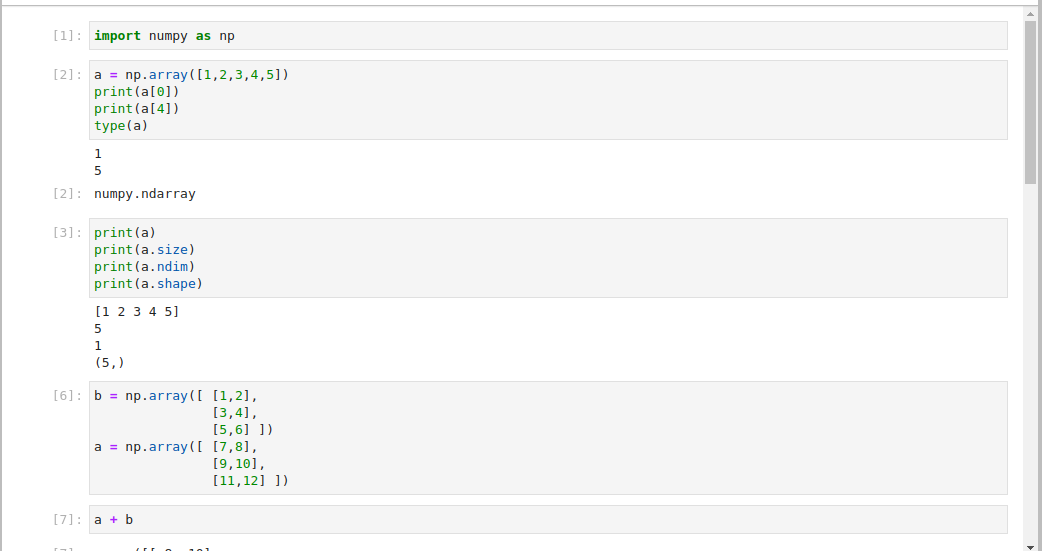 [1]: import numpy as np
[2]: a = np.array([1,2,3,4,5])
print(a[0])
print(a[4])
type(a)
1
5
[2]: numpy.ndarray
[3]: print(a)
print(a.size)
print(a.ndim)
print(a.shape)
[1 2 3 4 5]
5
1
(5,)
[6]: b = np.array([ [1,2],
[3,4],
[5,6] ])
a = np.array([ [7,8],
[9,10],
[11,12] ])
[7]: a + b